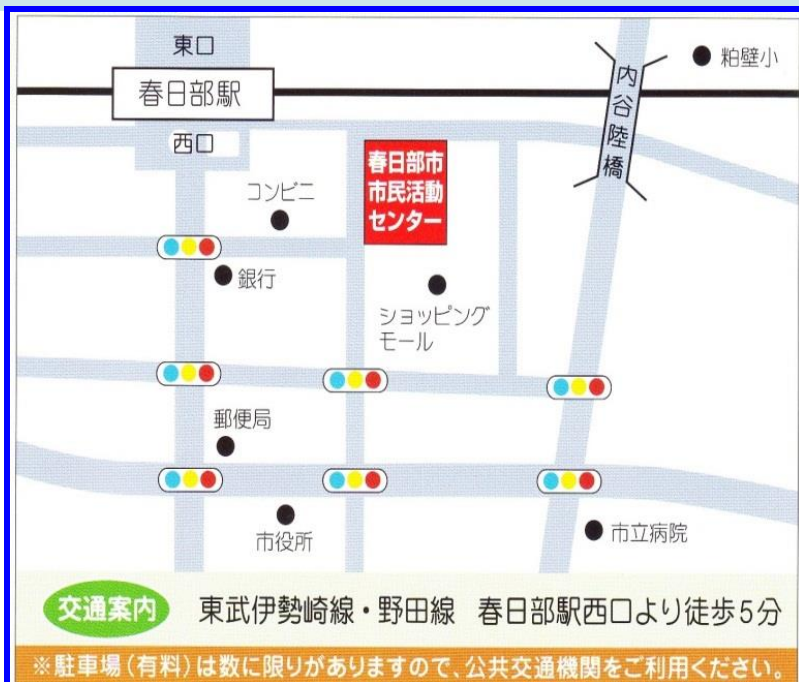 東口
粕壁小
春日部駅
内谷陸橋
西口
春日部市
市民活動
センター
コンビニ
銀行
ショッピング
モール
郵便局
市役所
市立病院
交通案内 東武伊勢崎線・野田線 春日部駅西口より徒歩5分
※駐車場(有料)は数に限りがありますので、公共交通機関をご利用ください。